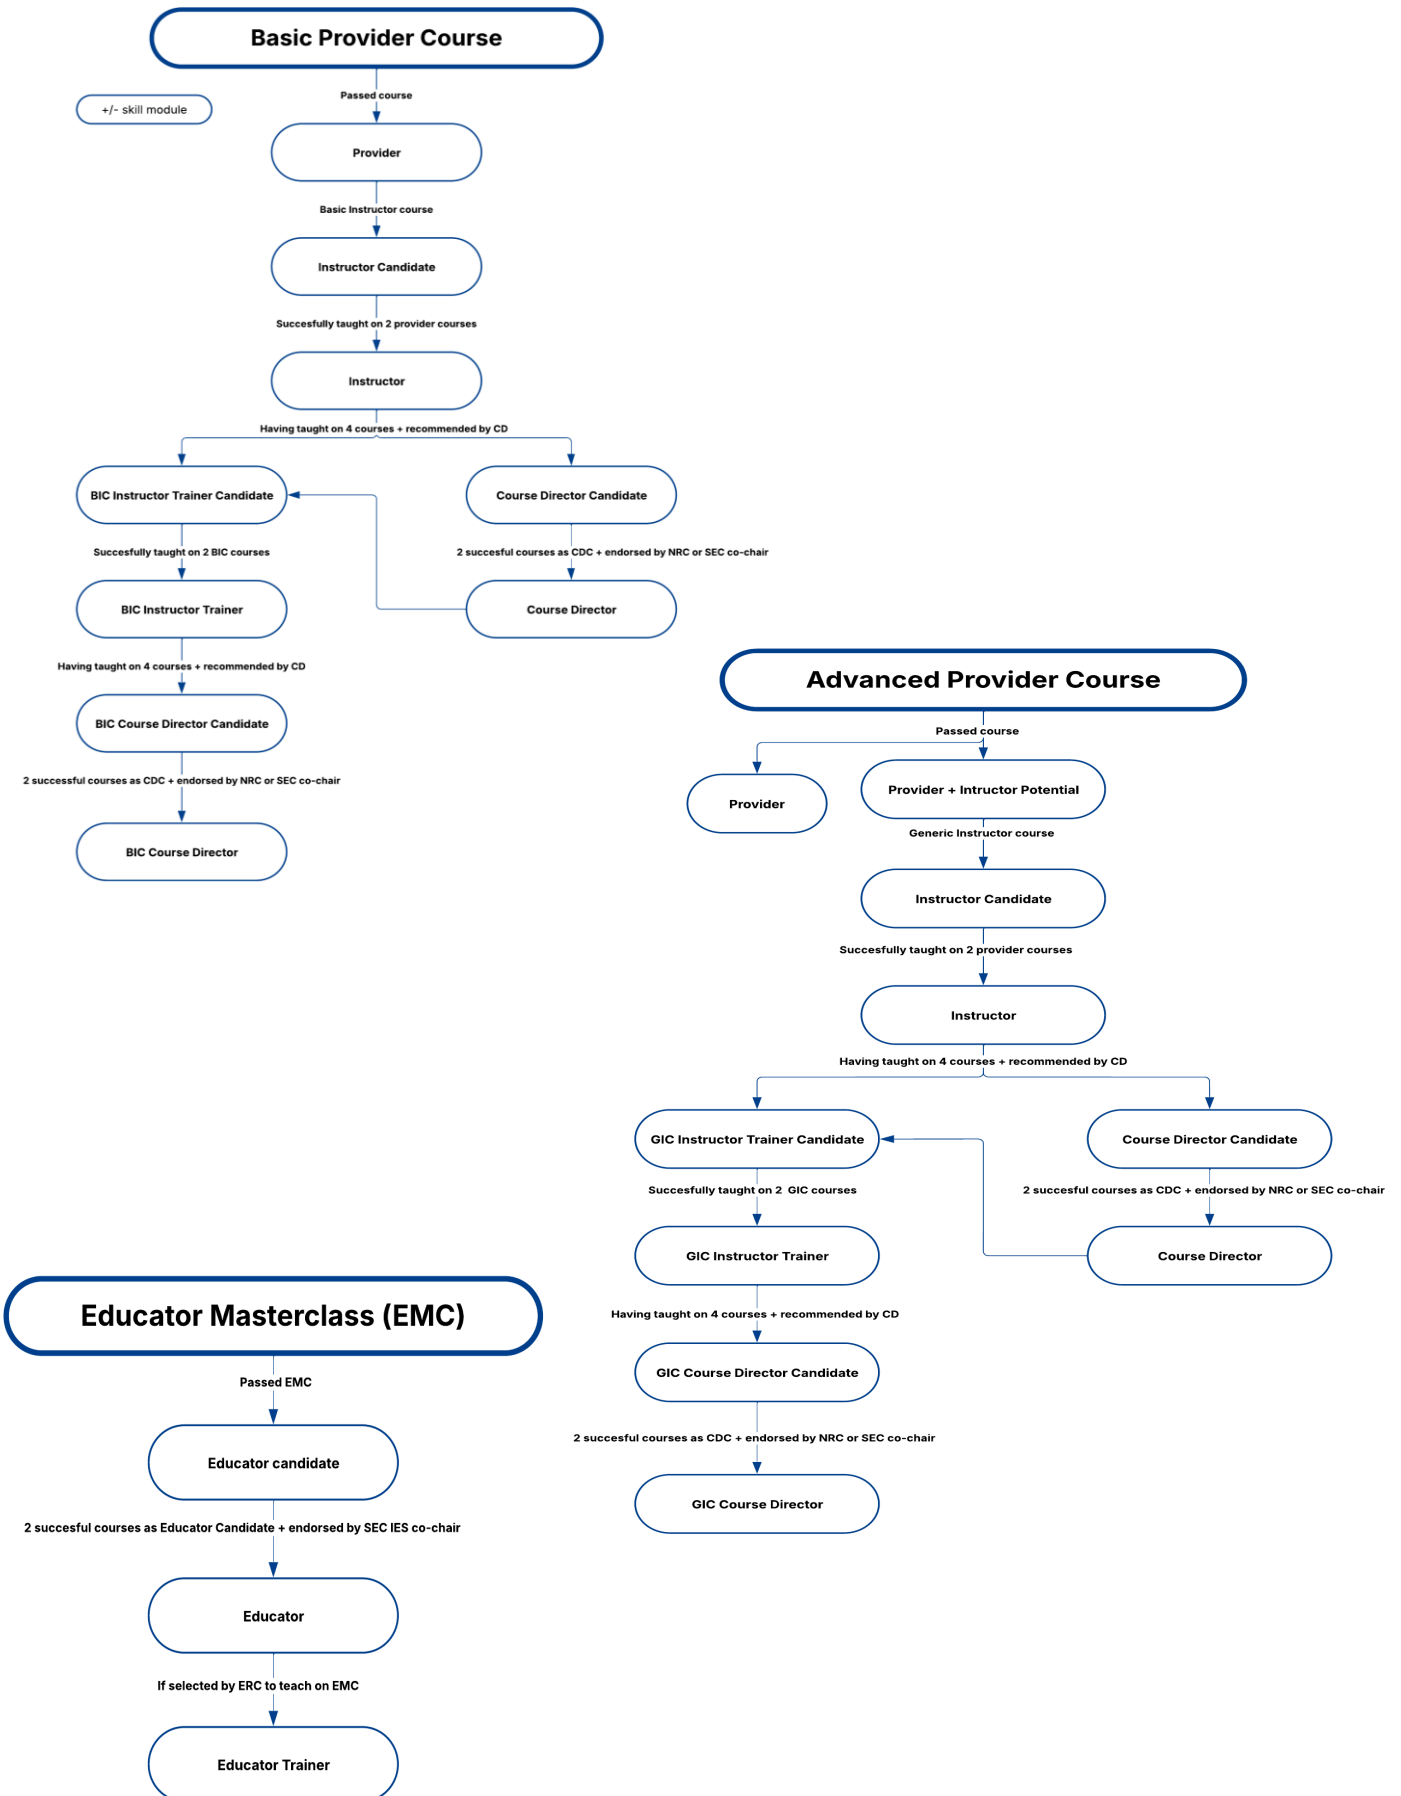 Basic Provider Course
Passed course
+/- skill module
Provider
Basic Instructor course
Instructor Candidate
Succesfully taught on 2 provider courses
Instructor
Having taught on 4 courses + recommended by CD
BIC Instructor Trainer Candidate
Course Director Candidate
Succesfully taught on 2 BIC courses
2 succesful courses as CDC + endorsed by NRC or SEC co-chair
BIC Instructor Trainer
Course Director
Having taught on 4 courses + recommended by CD
BIC Course Director Candidate
2 successful courses as CDC + endorsed by NRC or SEC co-chair
BIC Course Director
Advanced Provider Course
Passed course
Provider
Provider + Intructor Potential
Generic Instructor course
Instructor Candidate
Succesfully taught on 2 provider courses
Instructor
Having taught on 4 courses + recommended by CD
GIC Instructor Trainer Candidate
Course Director Candidate
Succesfully taught on 2 GIC courses
2 succesful courses as CDC + endorsed by NRC or SEC co-chair
GIC Instructor Trainer
Course Director
Having taught on 4 courses + recommended by CD
GIC Course Director Candidate
2 succesful courses as CDC + endorsed by NRC or SEC co-chair
GIC Course Director
Educator Masterclass (EMC)
Passed EMC
Educator candidate
2 succesful courses as Educator Candidate + endorsed by SEC IES co-chair
Educator
If selected by ERC to teach on EMC
Educator Trainer